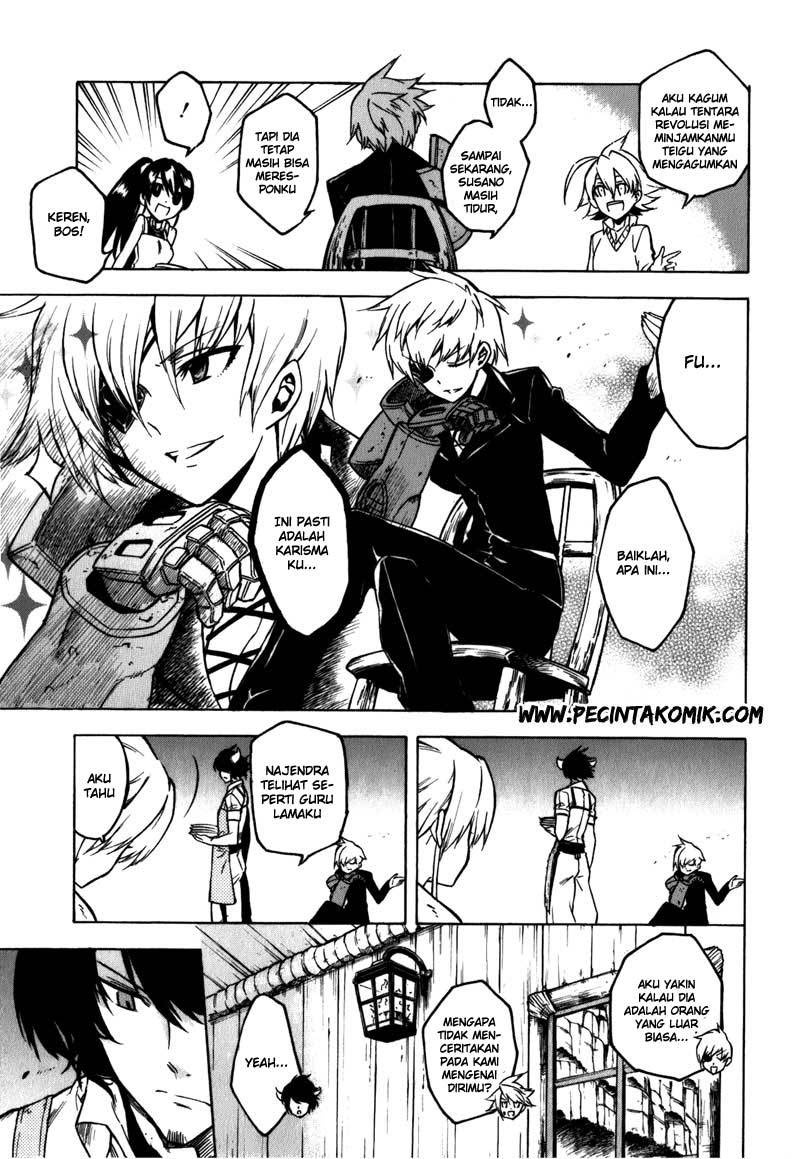 AKU KAGUM
KALAU TENTARA
REVOLUSI ME-
MINJAMKANMU
TEIGU YANG
MENGAGUMKAN
TIDAK...
SAMPAI
SEKARANG,
SUSANO
MASIH
TIDUR,
TAPI DIA
TETAP
MASIH BISA
MERES-
PONKU
!
KEREN,
BOS!
FU...
BAIKLAH,
APA INI...
INI PASTI
ADALAH
KARISMA
KU...
WWW.PECINTAKOMIK.COM
NAJENDRA
TELIHAT SE-
PERTI GURU
LAMAKU
AKU
TAHU
AKU YAKIN
KALAU DIA
ADALAH ORANG
YANG LUAR
BIASA...
MENGAPA
TIDAK MEN-
CERITAKAN
PADA KAMI
MENGENAI
DIRIMU?
YEAH...